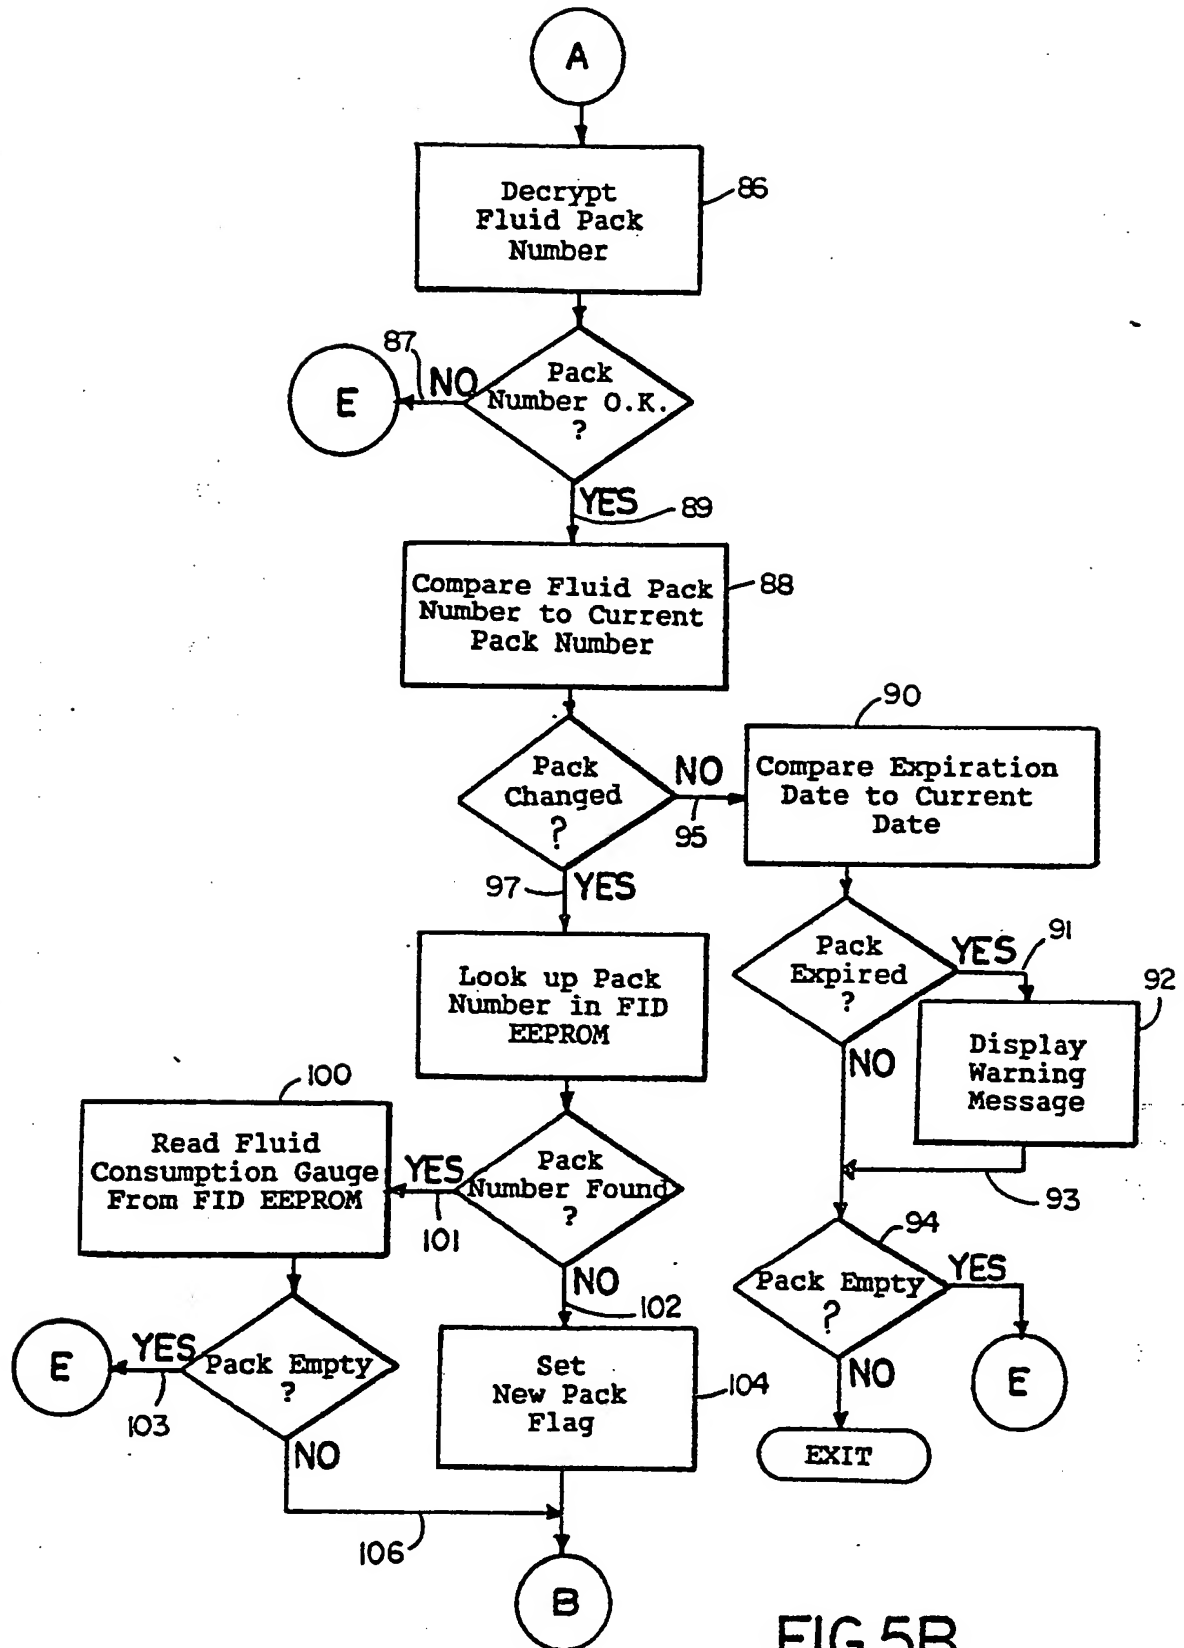 A
Decrypt
Fluid Pack
Number
86
87
NO
E
Pack
Number O.K.
?
YES
89
Compare Fluid Pack
Number to Current
Pack Number
88
90
Pack
Changed
?
NO
95
Compare Expiration
Date to Current
Date
97
YES
Pack
Expired
?
YES
91
92
Look up Pack
Number in FID
EEPROM
NO
Display
Warning
Message
93
100
Read Fluid
Consumption Gauge
From FID EEPROM
YES
101
Pack
Number Found
?
NO
102
94
Pack Empty
?
YES
E
NO
EXIT
E
YES
103
Pack Empty
?
NO
Set
New Pack
Flag
104
106
B
FIG.5B